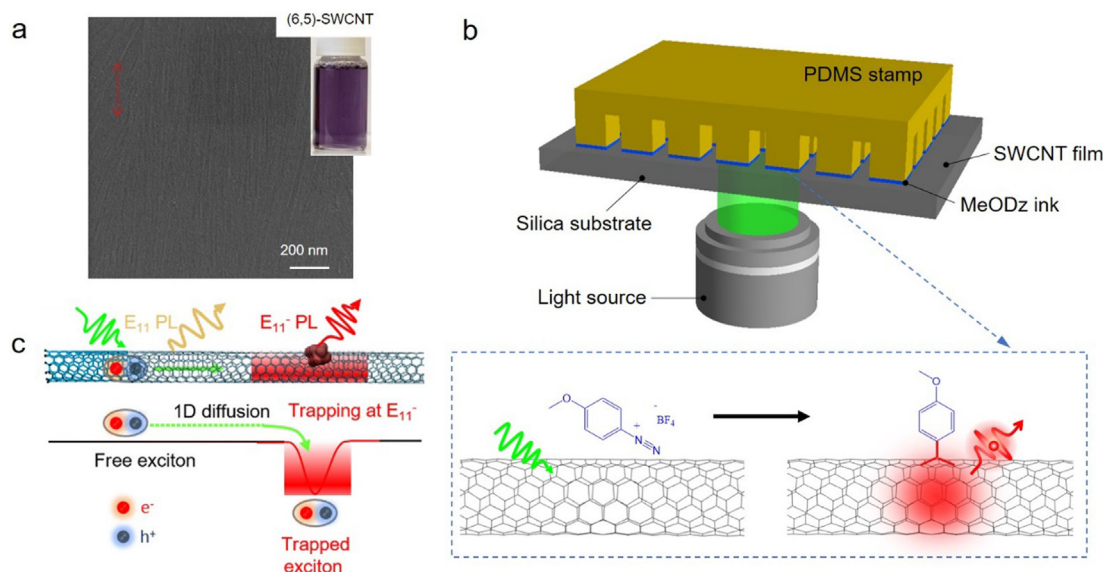 a
(6,5)-SWCNT
200 nm
b
PDMS stamp
SWCNT film
MeODz ink
Silica substrate
Light source
c
E₁₁ PL
E₁₁⁻ PL
e⁻
h⁺
1D diffusion
Trapping at E₁₁⁻
Free exciton
e⁻
h⁺
Trapped
exciton
O
N
+
N
-
BF₄
O